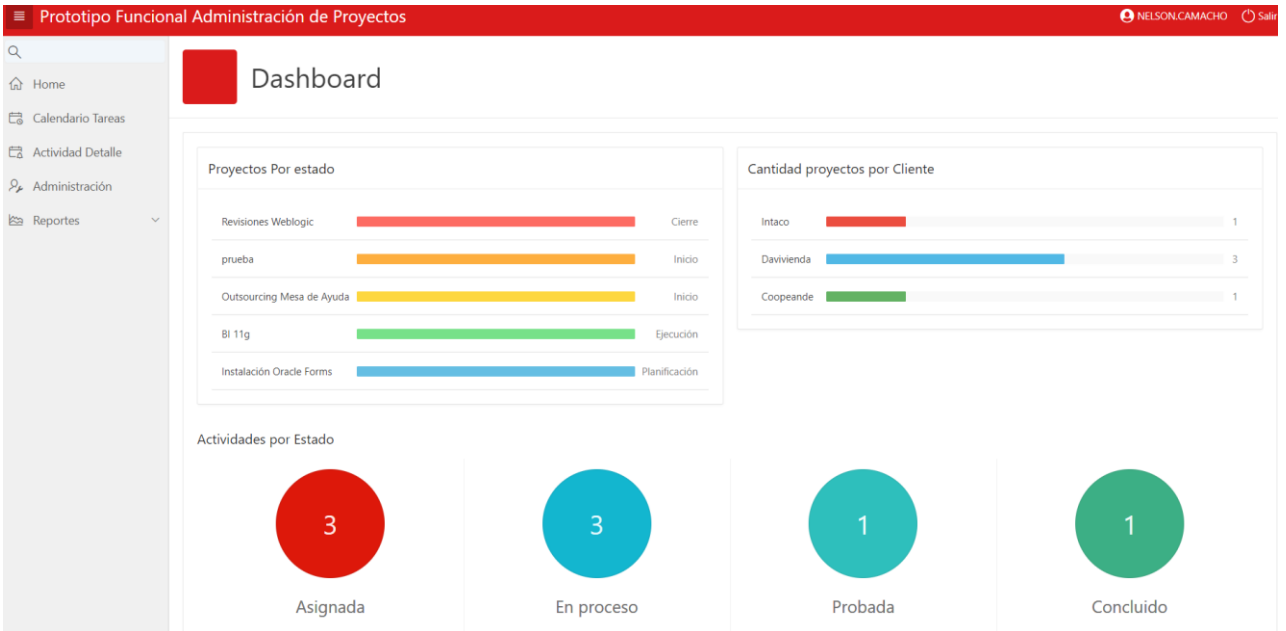 Prototipo Funcional Administración de Proyectos
NELSON.CAMACHO Salir
Home
Calendario Tareas
Actividad Detalle
Administración
Reportes
Dashboard
Proyectos Por estado
Revisiones Weblogic Cierre
prueba Inicio
Outsourcing Mesa de Ayuda Inicio
BI 11g Ejecución
Instalación Oracle Forms Planificación
Cantidad proyectos por Cliente
Intaco 1
Davivienda 3
Coopeande 1
Actividades por Estado
3
Asignada
3
En proceso
1
Probada
1
Concluido